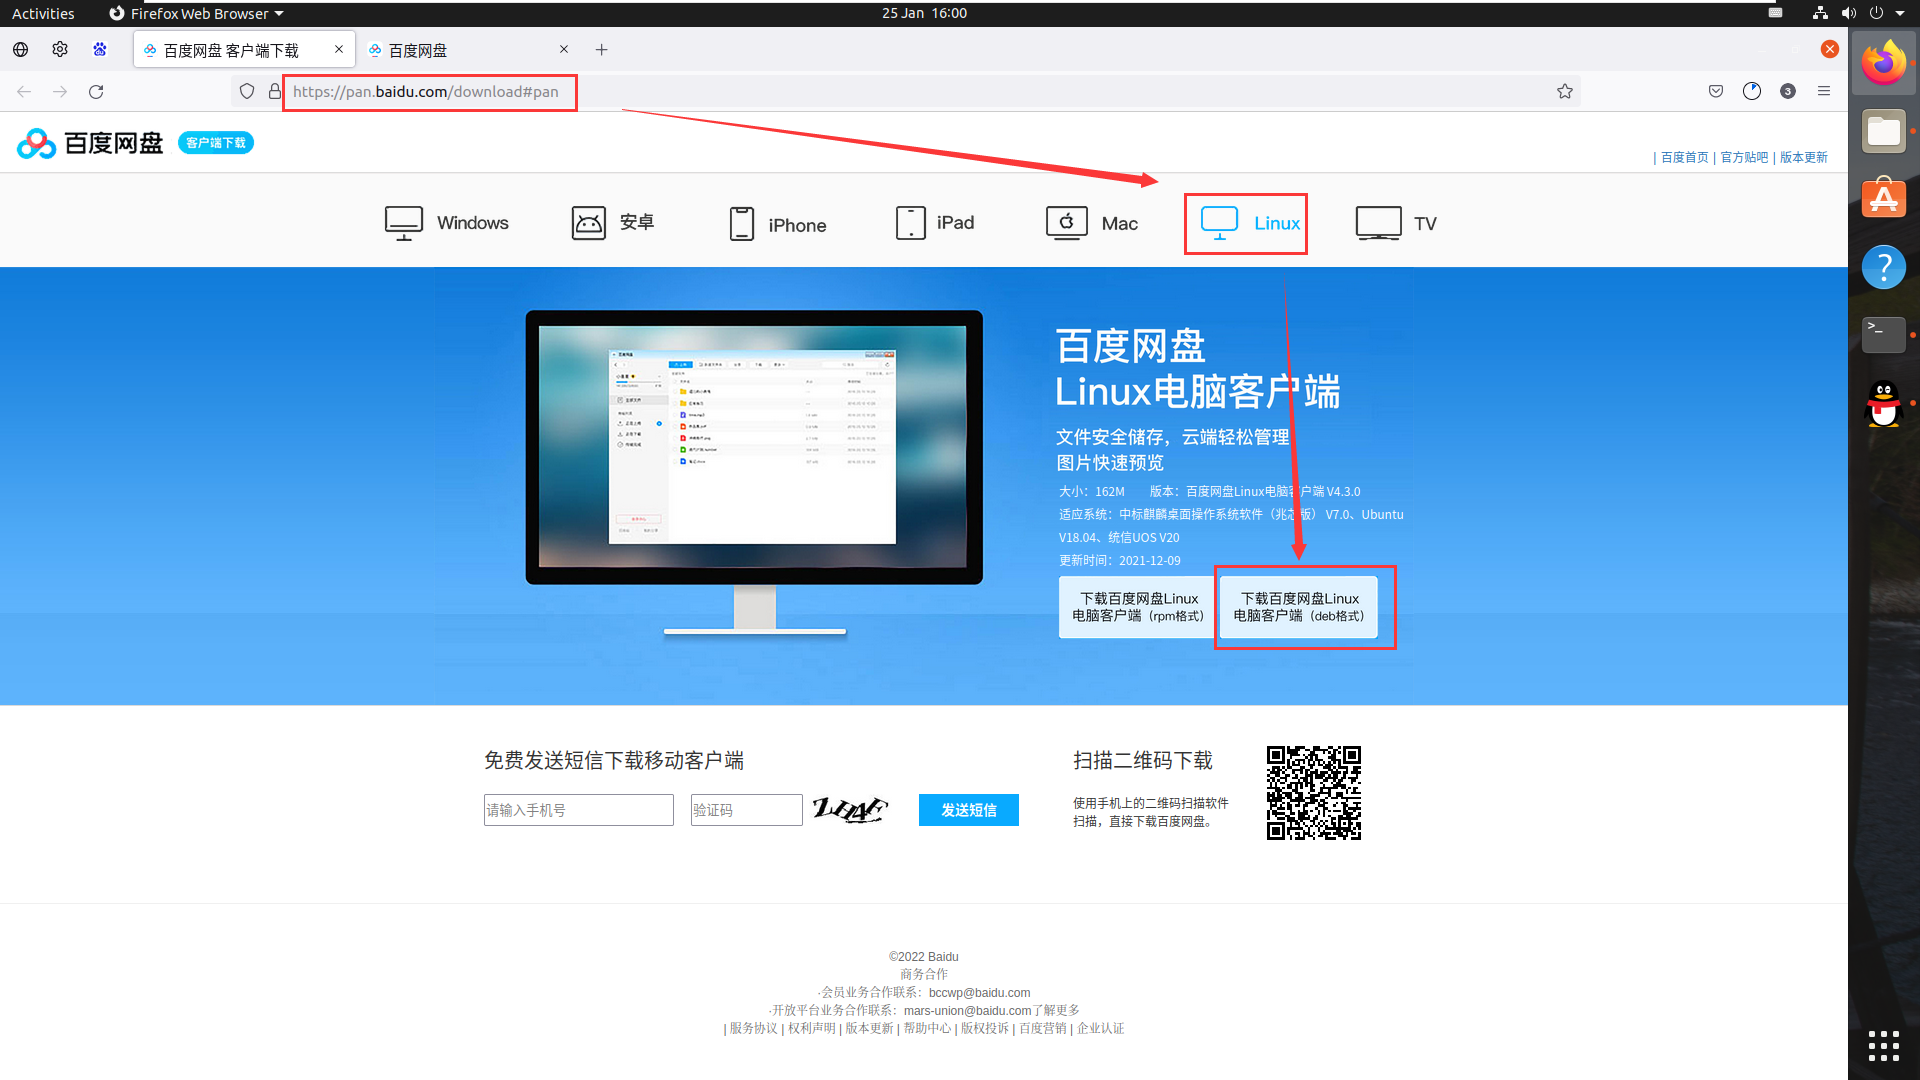 Activities
Firefox Web Browser
25 Jan 16:00
百度网盘 客户端下载
百度网盘
https://pan.baidu.com/download#pan
3
百度网盘
客户端下载
| 百度首页 | 官方贴吧 | 版本更新
Windows
安卓
iPhone
iPad
Mac
Linux
TV
百度网盘
Linux电脑客户端
文件安全储存，云端轻松管理
图片快速预览
大小：162M 版本：百度网盘Linux电脑客户端 V4.3.0
适应系统：中标麒麟桌面操作系统软件（兆芯版） V7.0、Ubuntu
V18.04、统信UOS V20
更新时间：2021-12-09
下载百度网盘Linux
电脑客户端（rpm格式）
下载百度网盘Linux
电脑客户端（deb格式）
免费发送短信下载移动客户端
请输入手机号
验证码
发送短信
扫描二维码下载
使用手机上的二维码扫描软件
扫描，直接下载百度网盘。
©2022 Baidu
商务合作
·会员业务合作联系：bccwp@baidu.com
·开放平台业务合作联系：mars-union@baidu.com了解更多
| 服务协议 | 权利声明 | 版本更新 | 帮助中心 | 版权投诉 | 百度营销 | 企业认证